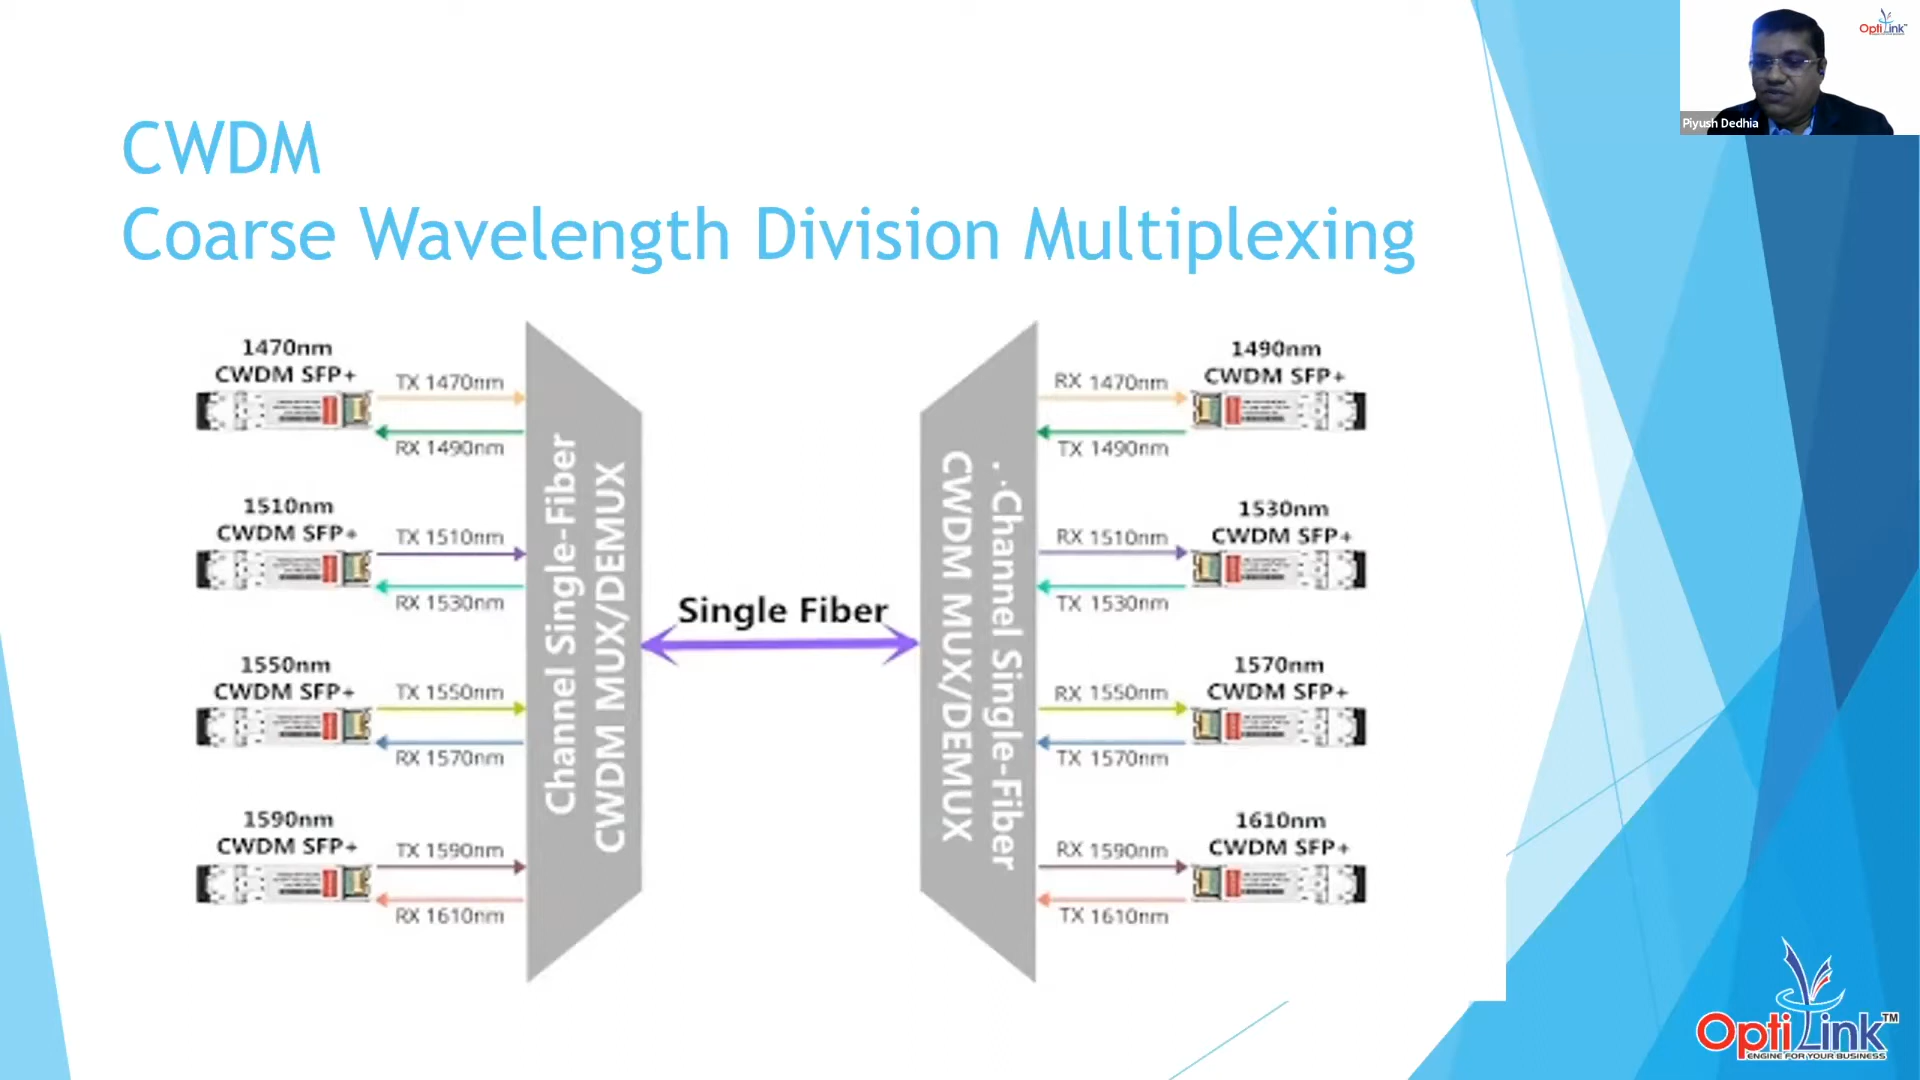 OptiLink™
Piyush Dedhia
CWDM
Coarse Wavelength Division Multiplexing
1470nm
CWDM SFP+
TX 1470nm
RX 1490nm
1510nm
CWDM SFP+
TX 1510nm
RX 1530nm
1550nm
CWDM SFP+
TX 1550nm
RX 1570nm
1590nm
CWDM SFP+
TX 1590nm
RX 1610nm
Channel Single-Fiber
CWDM MUX/DEMUX
Single Fiber
Channel Single-Fiber
CWDM MUX/DEMUX
1490nm
CWDM SFP+
RX 1470nm
TX 1490nm
1530nm
CWDM SFP+
RX 1510nm
TX 1530nm
1570nm
CWDM SFP+
RX 1550nm
TX 1570nm
1610nm
CWDM SFP+
RX 1590nm
TX 1610nm
OptiLink™
ENGINE FOR YOUR BUSINESS